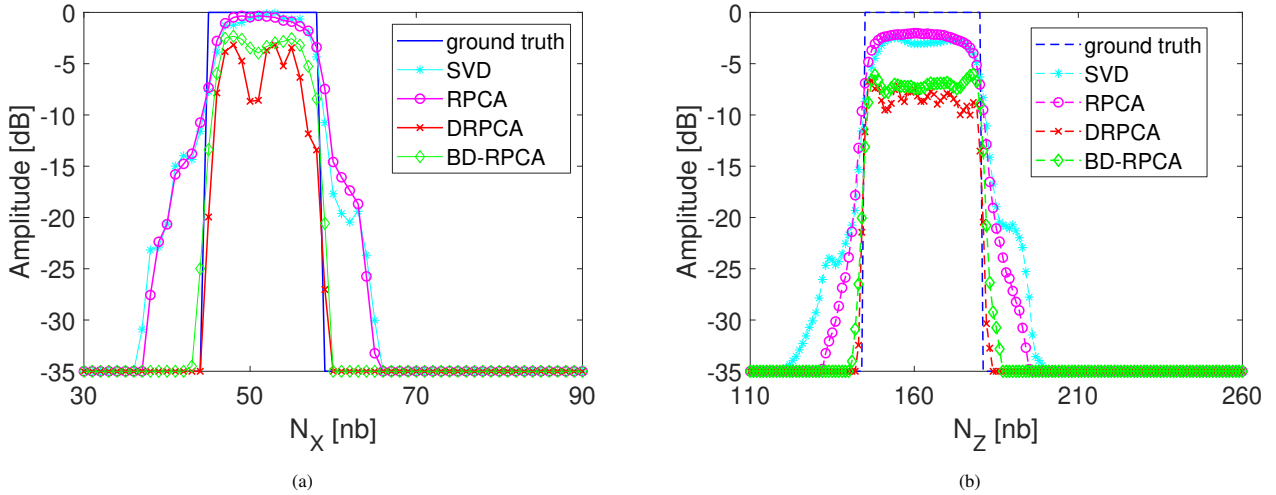 0
-5
-10
-15
-20
-25
-30
-35
Amplitude [dB]
30
50
70
90
N_X [nb]
ground truth
SVD
RPCA
DRPCA
BD-RPCA
(a)
0
-5
-10
-15
-20
-25
-30
-35
Amplitude [dB]
110
160
210
260
N_Z [nb]
ground truth
SVD
RPCA
DRPCA
BD-RPCA
(b)